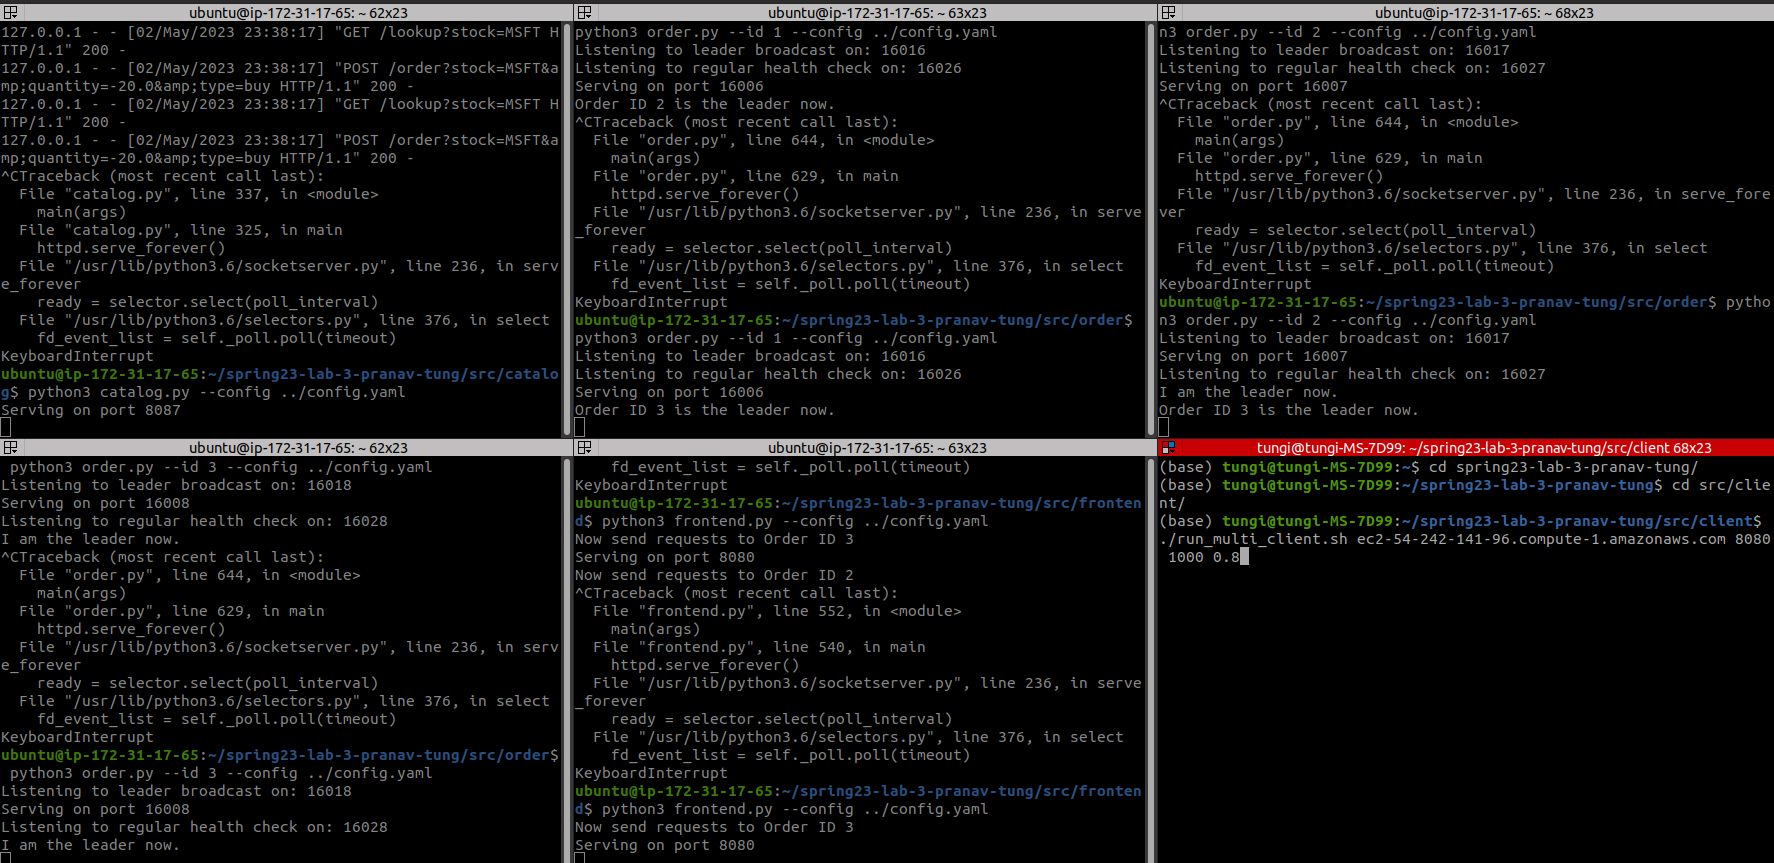 ubuntu@ip-172-31-17-65: ~ 62x23
127.0.0.1 - - [02/May/2023 23:38:17] "GET /lookup?stock=MSFT H
TTP/1.1" 200 -
127.0.0.1 - - [02/May/2023 23:38:17] "POST /order?stock=MSFT&a
mp;quantity=-20.0&amp;type=buy HTTP/1.1" 200 -
127.0.0.1 - - [02/May/2023 23:38:17] "GET /lookup?stock=MSFT H
TTP/1.1" 200 -
127.0.0.1 - - [02/May/2023 23:38:17] "POST /order?stock=MSFT&a
mp;quantity=-20.0&amp;type=buy HTTP/1.1" 200 -
^CTraceback (most recent call last):
  File "catalog.py", line 337, in <module>
    main(args)
  File "catalog.py", line 325, in main
    httpd.serve_forever()
  File "/usr/lib/python3.6/socketserver.py", line 236, in serv
e_forever
    ready = selector.select(poll_interval)
  File "/usr/lib/python3.6/selectors.py", line 376, in select
    fd_event_list = self._poll.poll(timeout)
KeyboardInterrupt
ubuntu@ip-172-31-17-65:~/spring23-lab-3-pranav-tung/src/catalo
g$ python3 catalog.py --config ../config.yaml
Serving on port 8087
ubuntu@ip-172-31-17-65: ~ 63x23
python3 order.py --id 1 --config ../config.yaml
Listening to leader broadcast on: 16016
Listening to regular health check on: 16026
Serving on port 16006
Order ID 2 is the leader now.
^CTraceback (most recent call last):
  File "order.py", line 644, in <module>
    main(args)
  File "order.py", line 629, in main
    httpd.serve_forever()
  File "/usr/lib/python3.6/socketserver.py", line 236, in serve
_forever
    ready = selector.select(poll_interval)
  File "/usr/lib/python3.6/selectors.py", line 376, in select
    fd_event_list = self._poll.poll(timeout)
KeyboardInterrupt
ubuntu@ip-172-31-17-65:~/spring23-lab-3-pranav-tung/src/order$
python3 order.py --id 1 --config ../config.yaml
Listening to leader broadcast on: 16016
Listening to regular health check on: 16026
Serving on port 16006
Order ID 3 is the leader now.
ubuntu@ip-172-31-17-65: ~ 68x23
n3 order.py --id 2 --config ../config.yaml
Listening to leader broadcast on: 16017
Listening to regular health check on: 16027
Serving on port 16007
^CTraceback (most recent call last):
  File "order.py", line 644, in <module>
    main(args)
  File "order.py", line 629, in main
    httpd.serve_forever()
  File "/usr/lib/python3.6/socketserver.py", line 236, in serve_fore
ver
    ready = selector.select(poll_interval)
  File "/usr/lib/python3.6/selectors.py", line 376, in select
    fd_event_list = self._poll.poll(timeout)
KeyboardInterrupt
ubuntu@ip-172-31-17-65:~/spring23-lab-3-pranav-tung/src/order$ pytho
n3 order.py --id 2 --config ../config.yaml
Listening to leader broadcast on: 16017
Serving on port 16007
Listening to regular health check on: 16027
I am the leader now.
Order ID 3 is the leader now.
ubuntu@ip-172-31-17-65: ~ 62x23
 python3 order.py --id 3 --config ../config.yaml
Listening to leader broadcast on: 16018
Serving on port 16008
Listening to regular health check on: 16028
I am the leader now.
^CTraceback (most recent call last):
  File "order.py", line 644, in <module>
    main(args)
  File "order.py", line 629, in main
    httpd.serve_forever()
  File "/usr/lib/python3.6/socketserver.py", line 236, in serv
e_forever
    ready = selector.select(poll_interval)
  File "/usr/lib/python3.6/selectors.py", line 376, in select
    fd_event_list = self._poll.poll(timeout)
KeyboardInterrupt
ubuntu@ip-172-31-17-65:~/spring23-lab-3-pranav-tung/src/order$
 python3 order.py --id 3 --config ../config.yaml
Listening to leader broadcast on: 16018
Serving on port 16008
Listening to regular health check on: 16028
I am the leader now.
ubuntu@ip-172-31-17-65: ~ 63x23
    fd_event_list = self._poll.poll(timeout)
KeyboardInterrupt
ubuntu@ip-172-31-17-65:~/spring23-lab-3-pranav-tung/src/fronten
d$ python3 frontend.py --config ../config.yaml
Now send requests to Order ID 3
Serving on port 8080
Now send requests to Order ID 2
^CTraceback (most recent call last):
  File "frontend.py", line 552, in <module>
    main(args)
  File "frontend.py", line 540, in main
    httpd.serve_forever()
  File "/usr/lib/python3.6/socketserver.py", line 236, in serve
_forever
    ready = selector.select(poll_interval)
  File "/usr/lib/python3.6/selectors.py", line 376, in select
    fd_event_list = self._poll.poll(timeout)
KeyboardInterrupt
ubuntu@ip-172-31-17-65:~/spring23-lab-3-pranav-tung/src/fronten
d$ python3 frontend.py --config ../config.yaml
Now send requests to Order ID 3
Serving on port 8080
tungi@tungi-MS-7D99: ~/spring23-lab-3-pranav-tung/src/client 68x23
(base) tungi@tungi-MS-7D99:~$ cd spring23-lab-3-pranav-tung/
(base) tungi@tungi-MS-7D99:~/spring23-lab-3-pranav-tung$ cd src/clie
nt/
(base) tungi@tungi-MS-7D99:~/spring23-lab-3-pranav-tung/src/client$
./run_multi_client.sh ec2-54-242-141-96.compute-1.amazonaws.com 8080
 1000 0.8